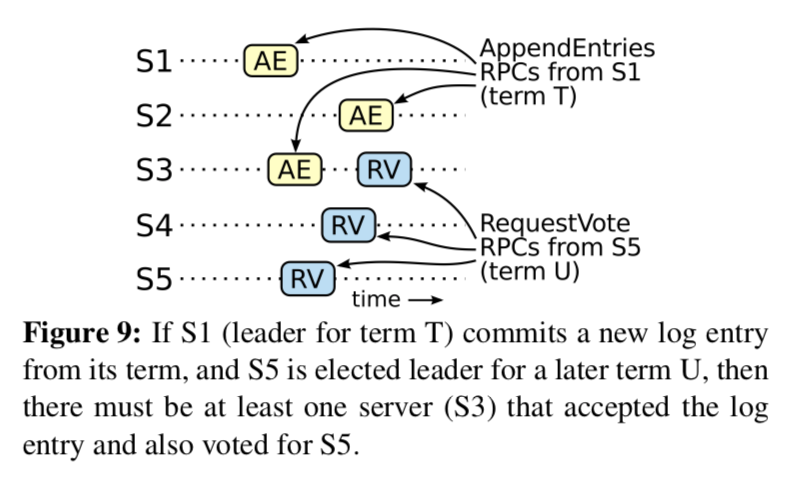 S1 AE
S2 AE
S3 AE RV
S4 RV
S5 RV
time
AppendEntries
RPCs from S1
(term T)
RequestVote
RPCs from S5
(term U)
Figure 9: If S1 (leader for term T) commits a new log entry
from its term, and S5 is elected leader for a later term U, then
there must be at least one server (S3) that accepted the log
entry and also voted for S5.